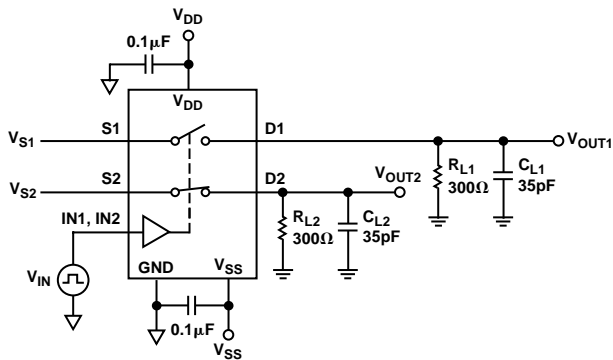 VDD
0.1μF
VDD
VS1
S1
D1
VOUT1
RL1
300Ω
CL1
35pF
VS2
S2
D2
VOUT2
RL2
300Ω
CL2
35pF
IN1, IN2
VIN
GND
VSS
0.1μF
VSS